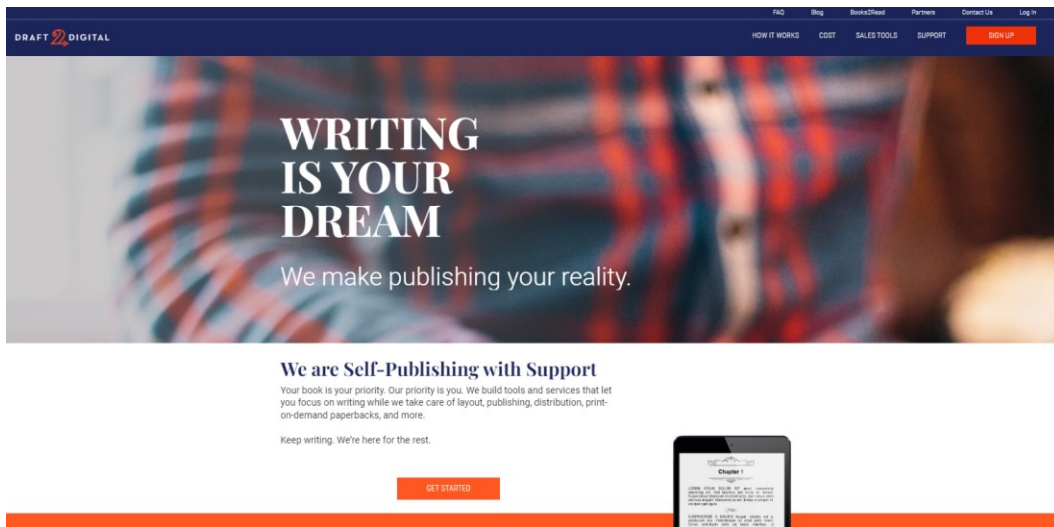 FAQ Blog Books2Read Partners Contact Us Log In
DRAFT 2 DIGITAL
HOW IT WORKS COST SALES TOOLS SUPPORT SIGN UP
WRITING
IS YOUR
DREAM
We make publishing your reality.
We are Self-Publishing with Support
Your book is your priority. Our priority is you. We build tools and services that let
you focus on writing while we take care of layout, publishing, distribution, print-
on-demand paperbacks, and more.
Keep writing. We're here for the rest.
GET STARTED
Chapter 1